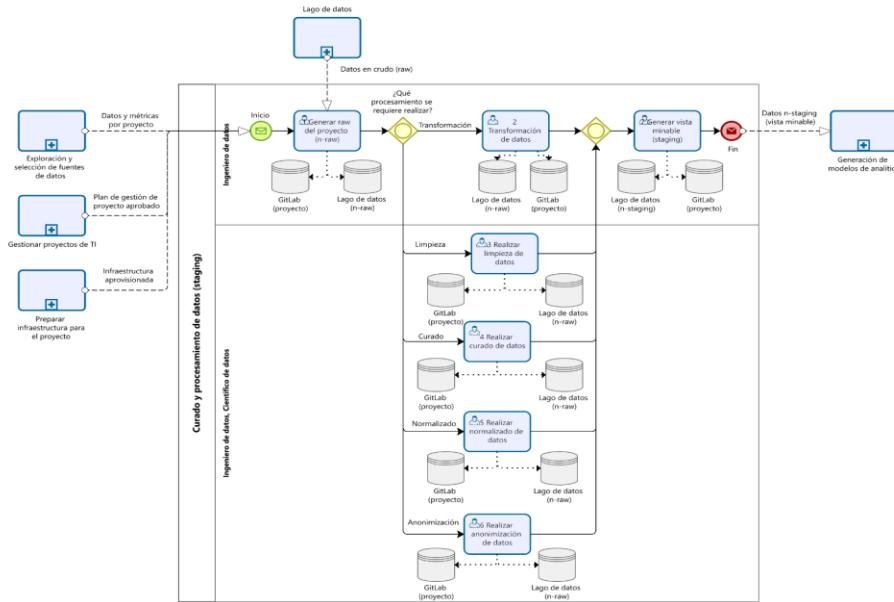 Lago de datos
Datos en crudo (raw)
¿Qué
procesamiento se
requiere realizar?
Datos y métricas
por proyecto
Inicio
Generar raw
del proyecto
(n-raw)
Transformación
2
Transformación
de datos
Generar vista
minable
(staging)
Fin
Datos n-staging
(vista minable)
Exploración y
selección de fuentes
de datos
Generación de
modelos de analític
GitLab
(proyecto)
Lago de datos
(n-raw)
Lago de datos
(n-raw)
GitLab
(proyecto)
Lago de datos
(n-staging)
GitLab
(proyecto)
Ingeniero de datos
Plan de gestión de
proyecto aprobado
Gestionar proyectos de TI
Infraestructura
aprovisionada
Preparar
infraestructura para
el proyecto
Curado y procesamiento de datos (staging)
Ingeniero de datos, Científico de datos
Limpieza
3 Realizar
limpieza de
datos
GitLab
(proyecto)
Lago de datos
(n-raw)
Curado
4 Realizar
curado de datos
GitLab
(proyecto)
Lago de datos
(n-raw)
Normalizado
5 Realizar
normalizado de
datos
GitLab
(proyecto)
Lago de datos
(n-raw)
Anonimización
6 Realizar
anonimización
de datos
GitLab
(proyecto)
Lago de datos
(n-raw)